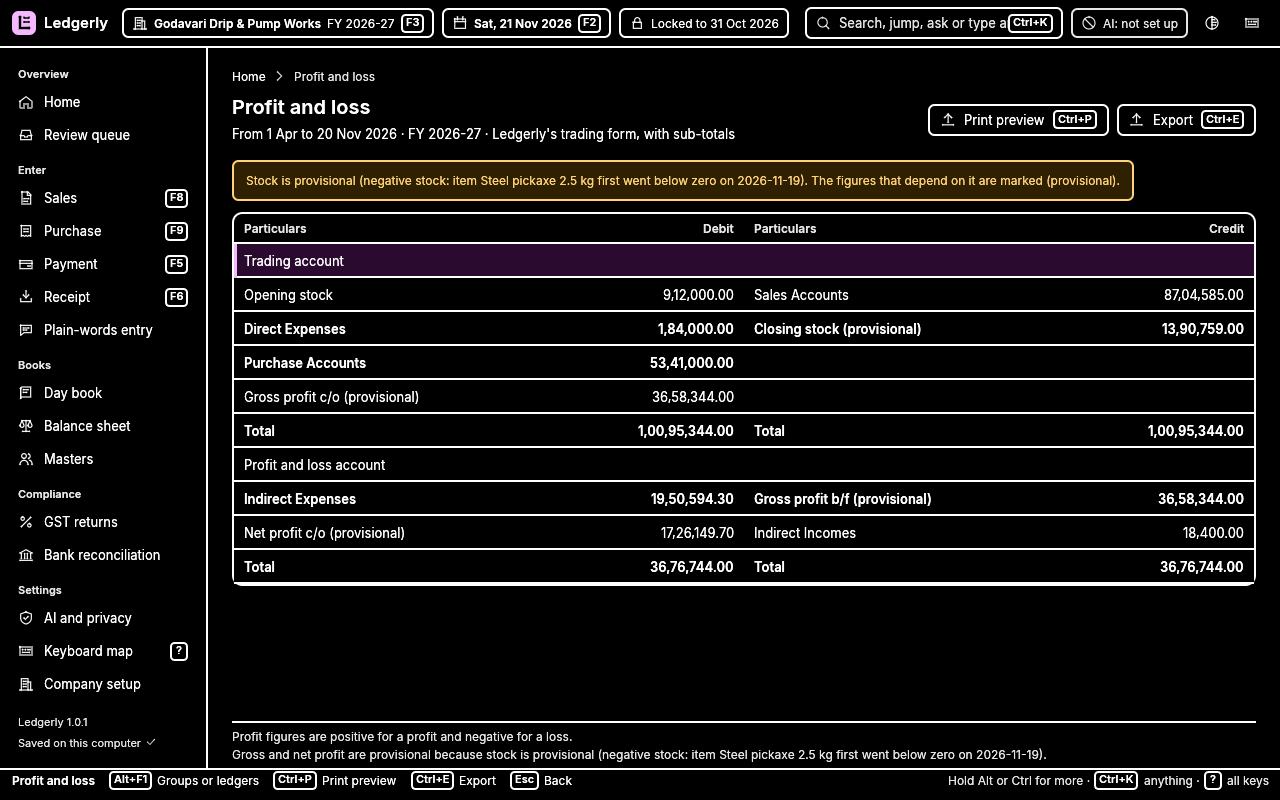 Ledgerly
Godavari Drip & Pump Works FY 2026-27 F3
Sat, 21 Nov 2026 F2
Locked to 31 Oct 2026
Search, jump, ask or type a Ctrl+K
AI: not set up
Overview
Home
Review queue
Enter
Sales F8
Purchase F9
Payment F5
Receipt F6
Plain-words entry
Books
Day book
Balance sheet
Masters
Compliance
GST returns
Bank reconciliation
Settings
AI and privacy
Keyboard map ?
Company setup
Ledgerly 1.0.1
Saved on this computer
Home > Profit and loss
Profit and loss
From 1 Apr to 20 Nov 2026 · FY 2026-27 · Ledgerly's trading form, with sub-totals
Print preview Ctrl+P
Export Ctrl+E
Stock is provisional (negative stock: item Steel pickaxe 2.5 kg first went below zero on 2026-11-19). The figures that depend on it are marked (provisional).
Particulars Debit Particulars Credit
Trading account
Opening stock 9,12,000.00 Sales Accounts 87,04,585.00
Direct Expenses 1,84,000.00 Closing stock (provisional) 13,90,759.00
Purchase Accounts 53,41,000.00
Gross profit c/o (provisional) 36,58,344.00
Total 1,00,95,344.00 Total 1,00,95,344.00
Profit and loss account
Indirect Expenses 19,50,594.30 Gross profit b/f (provisional) 36,58,344.00
Net profit c/o (provisional) 17,26,149.70 Indirect Incomes 18,400.00
Total 36,76,744.00 Total 36,76,744.00
Profit figures are positive for a profit and negative for a loss.
Gross and net profit are provisional because stock is provisional (negative stock: item Steel pickaxe 2.5 kg first went below zero on 2026-11-19).
Profit and loss Alt+F1 Groups or ledgers Ctrl+P Print preview Ctrl+E Export Esc Back
Hold Alt or Ctrl for more · Ctrl+K anything · ? all keys